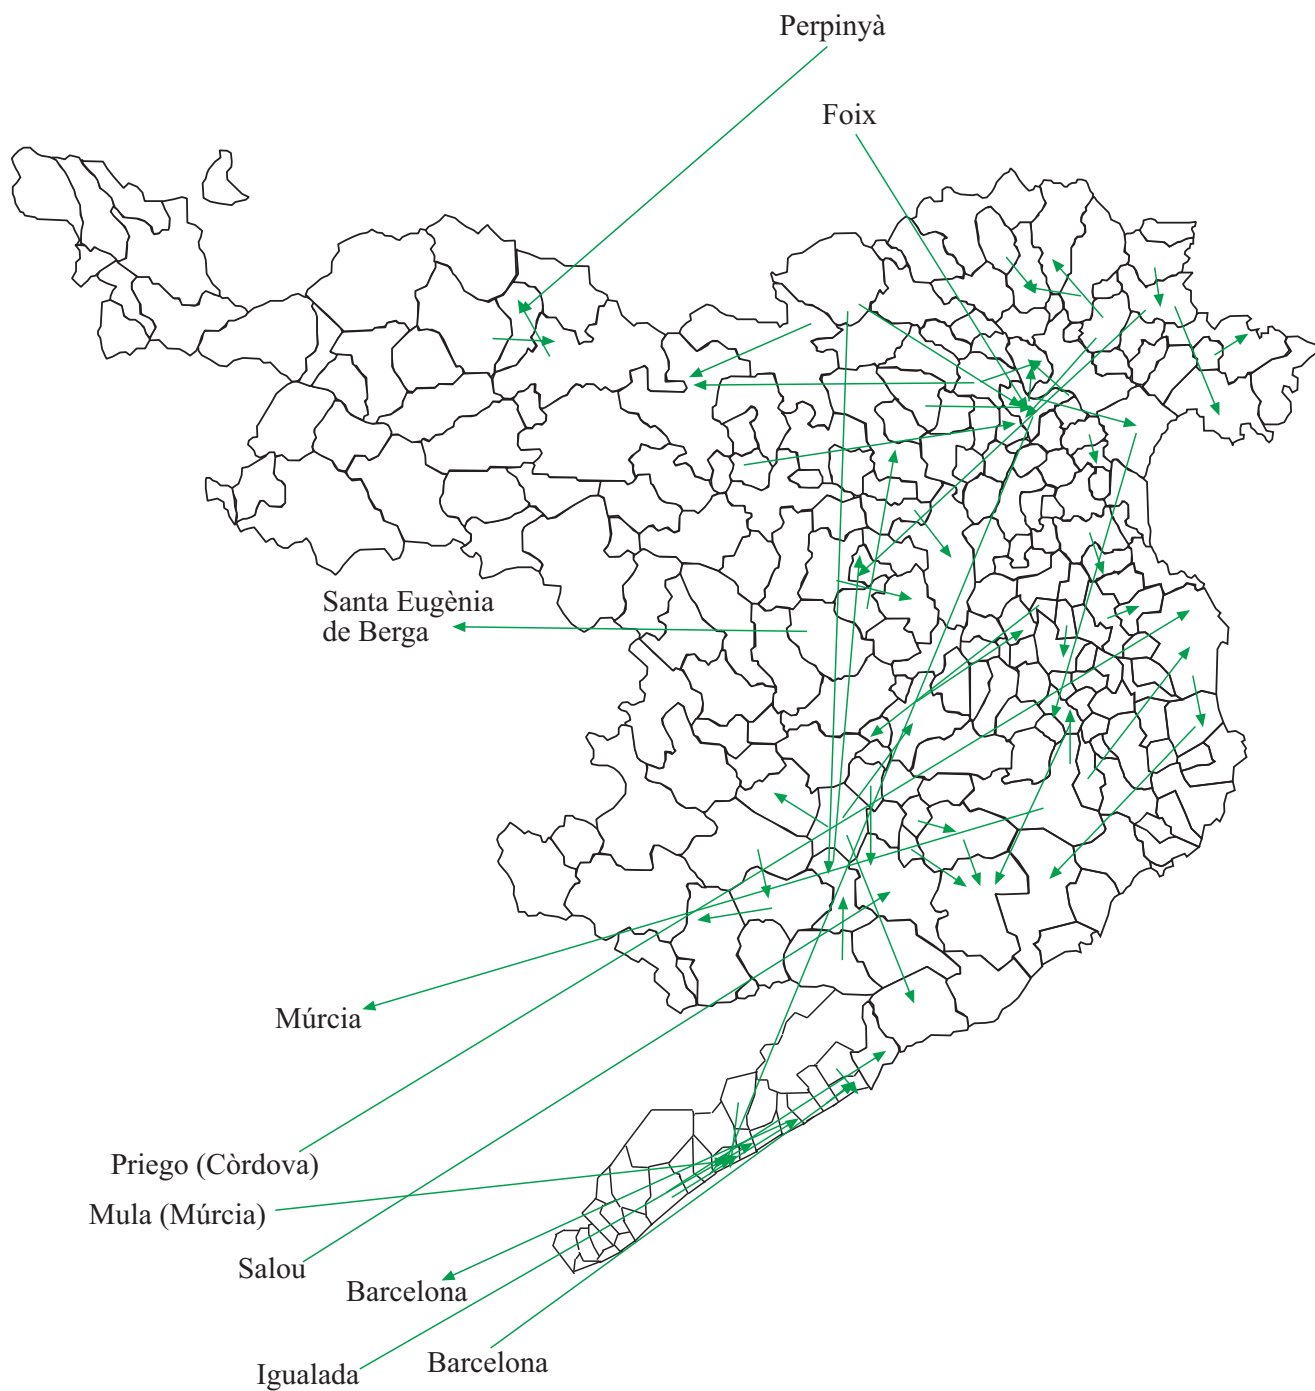 Perpinyà
Foix
Santa Eugènia
de Berga
Múrcia
Priego (Còrdova)
Mula (Múrcia)
Salou
Barcelona
Igualada
Barcelona